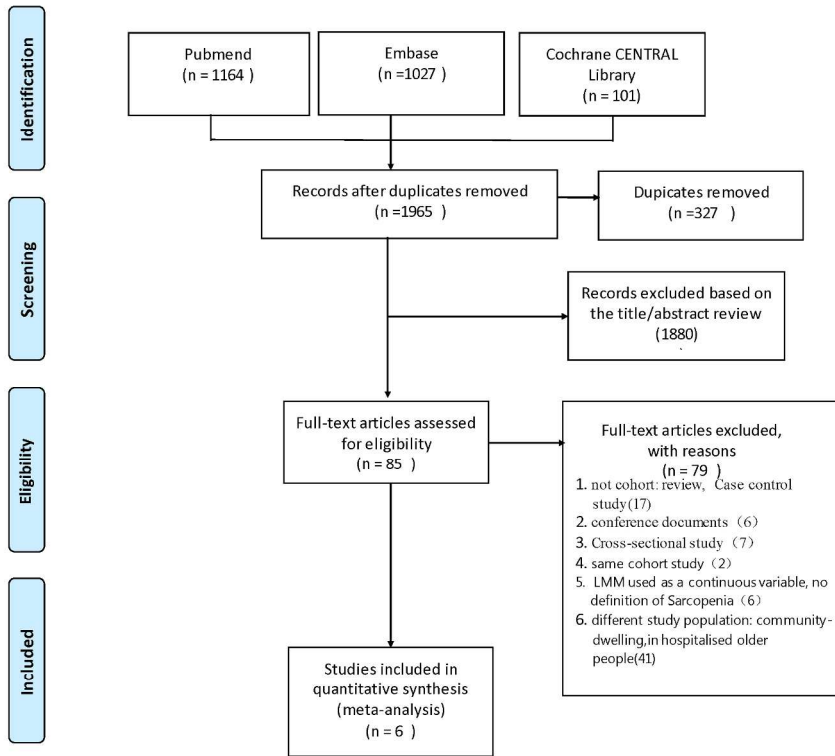 Identification
Pubmend
(n = 1164 )
Embase
(n =1027)
Cochrane CENTRAL
Library
(n = 101)
Records after duplicates removed
(n =1965 )
Dupicates removed
(n =327 )
Screening
Records excluded based on
the title/abstract review
(1880)
Eligibility
Full-text articles assessed
for eligibility
(n = 85 )
Full-text articles excluded,
with reasons
(n = 79 )
1. not cohort: review, Case control
study(17)
2. conference documents（6）
3. Cross-sectional study（7）
4. same cohort study（2）
5. LMM used as a continuous variable, no
definition of Sarcopenia（6）
6. different study population: community-
dwelling,in hospitalised older
people(41)
Included
Studies included in
quantitative synthesis
(meta-analysis)
(n = 6 )